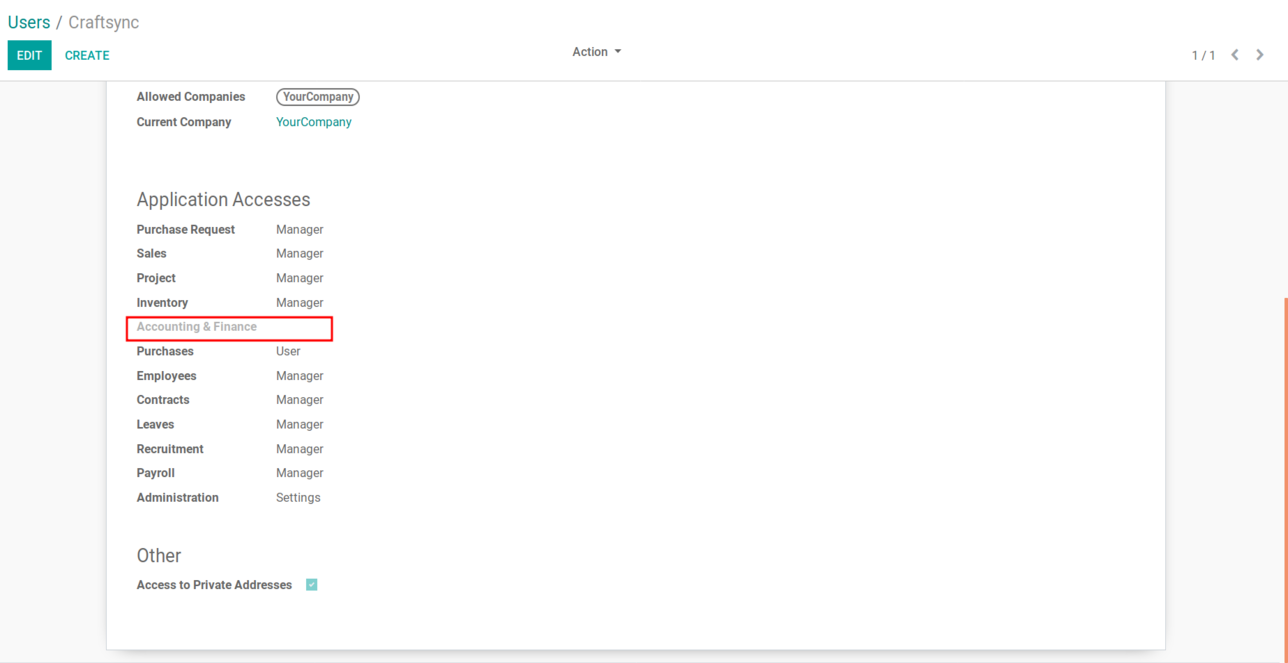 Users / Craftsync
EDIT CREATE Action 1 / 1
Allowed Companies YourCompany
Current Company YourCompany
Application Accesses
Purchase Request Manager
Sales Manager
Project Manager
Inventory Manager
Accounting & Finance
Purchases User
Employees Manager
Contracts Manager
Leaves Manager
Recruitment Manager
Payroll Manager
Administration Settings
Other
Access to Private Addresses